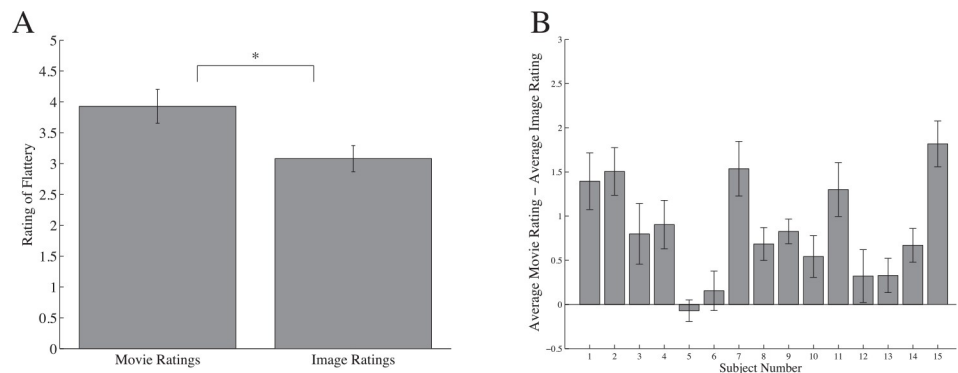 A
Rating of Flattery
5
4.5
4
3.5
3
2.5
2
1.5
1
0.5
0
*
Movie Ratings
Image Ratings
B
Average Movie Rating − Average Image Rating
3
2.5
2
1.5
1
0.5
0
−0.5
1 2 3 4 5 6 7 8 9 10 11 12 13 14 15
Subject Number